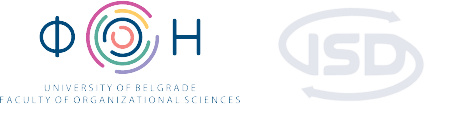 ФОН
ISD
UNIVERSITY OF BELGRADE
FACULTY OF ORGANIZATIONAL SCIENCES